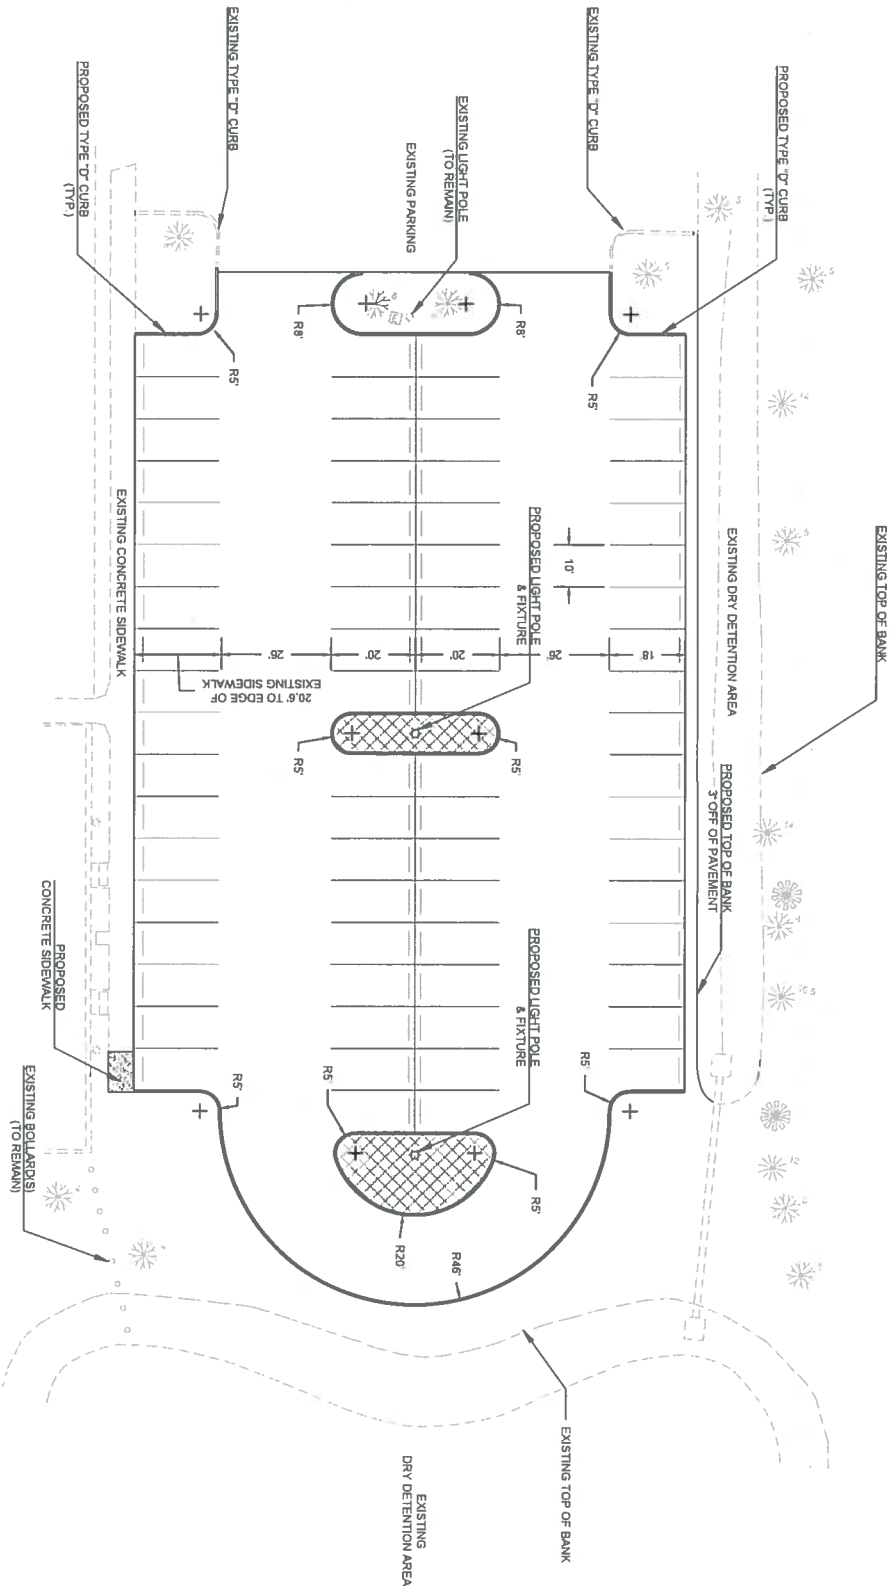 EXISTING TOP OF BANK
PROPOSED TYPE "D" CURB
(TYP.)
EXISTING TYPE "D" CURB
EXISTING DRY DETENTION AREA
PROPOSED TOP OF BANK
3' OFF OF PAVEMENT
EXISTING LIGHT POLE
(TO REMAIN)
EXISTING PARKING
R8'
R8'
R5'
R5'
10'
PROPOSED LIGHT POLE
& FIXTURE
18'
26'
20'
20'
26'
20.6' TO EDGE OF
EXISTING SIDEWALK
R5'
R5'
PROPOSED LIGHT POLE
& FIXTURE
R5'
R5'
R5'
R5'
R20'
R46'
EXISTING TOP OF BANK
EXISTING
DRY DETENTION AREA
EXISTING TYPE "D" CURB
PROPOSED TYPE "D" CURB
(TYP.)
EXISTING CONCRETE SIDEWALK
PROPOSED
CONCRETE SIDEWALK
EXISTING BOLLARD(S)
(TO REMAIN)